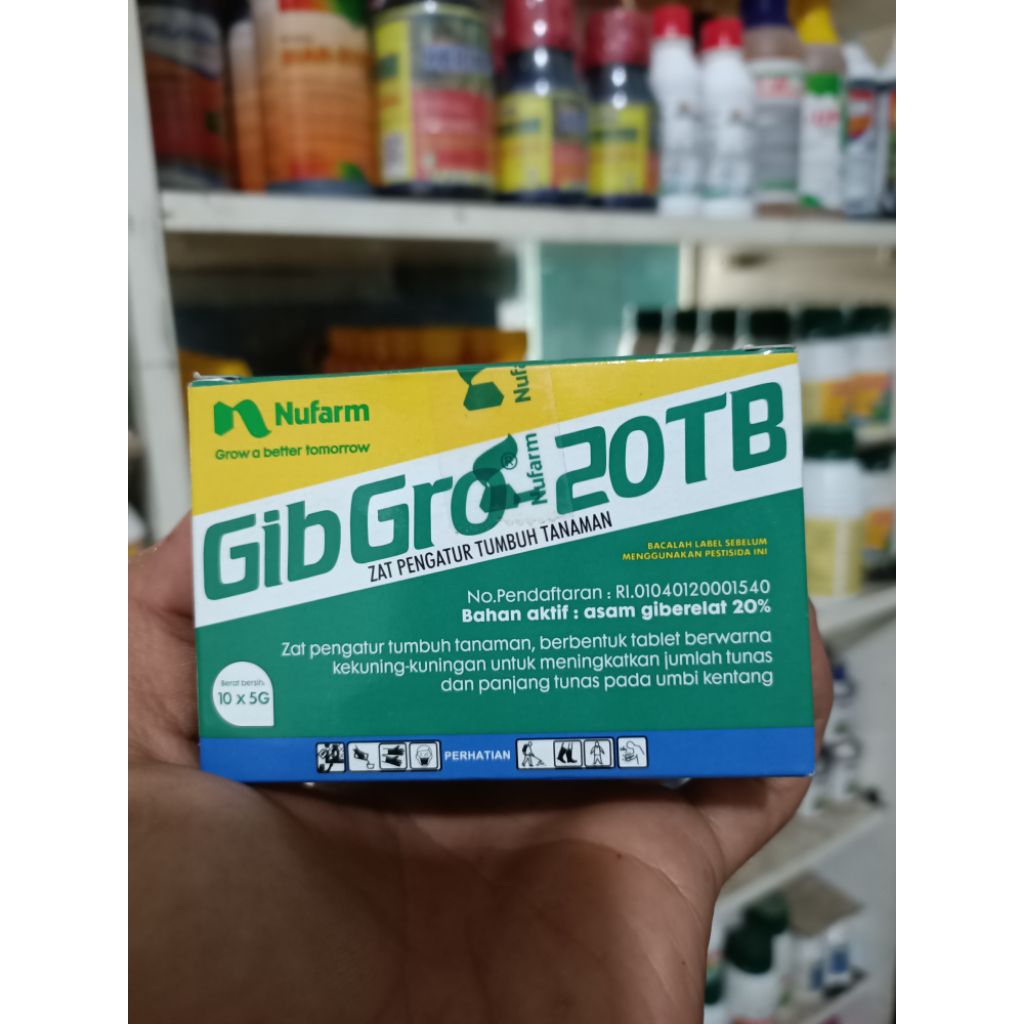 Nufarm
Grow a better tomorrow
Nufarm
GibGro® 20TB
ZAT PENGATUR TUMBUH TANAMAN
BACALAH LABEL SEBELUM
MENGGUNAKAN PESTISIDA INI
No.Pendaftaran : RI.01040120001540
Bahan aktif : asam giberelat 20%
Zat pengatur tumbuh tanaman, berbentuk tablet berwarna
kekuning-kuningan untuk meningkatkan jumlah tunas
dan panjang tunas pada umbi kentang
Berat bersih:
10 x 5G
PERHATIAN